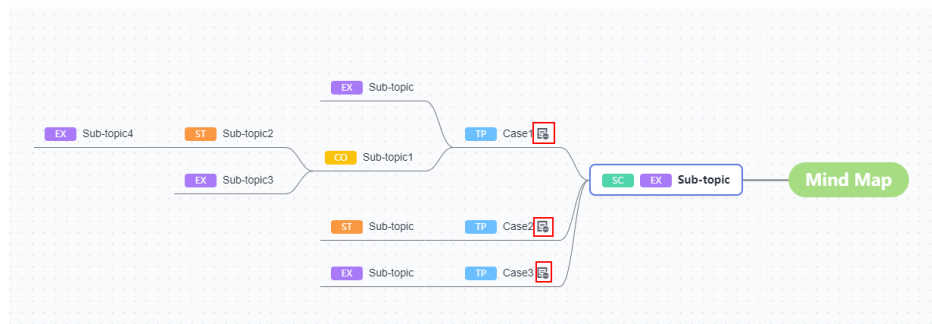 EX Sub-topic
EX Sub-topic4
ST Sub-topic2
TP Case1
CO Sub-topic1
EX Sub-topic3
SC EX Sub-topic
Mind Map
ST Sub-topic
TP Case2
EX Sub-topic
TP Case3